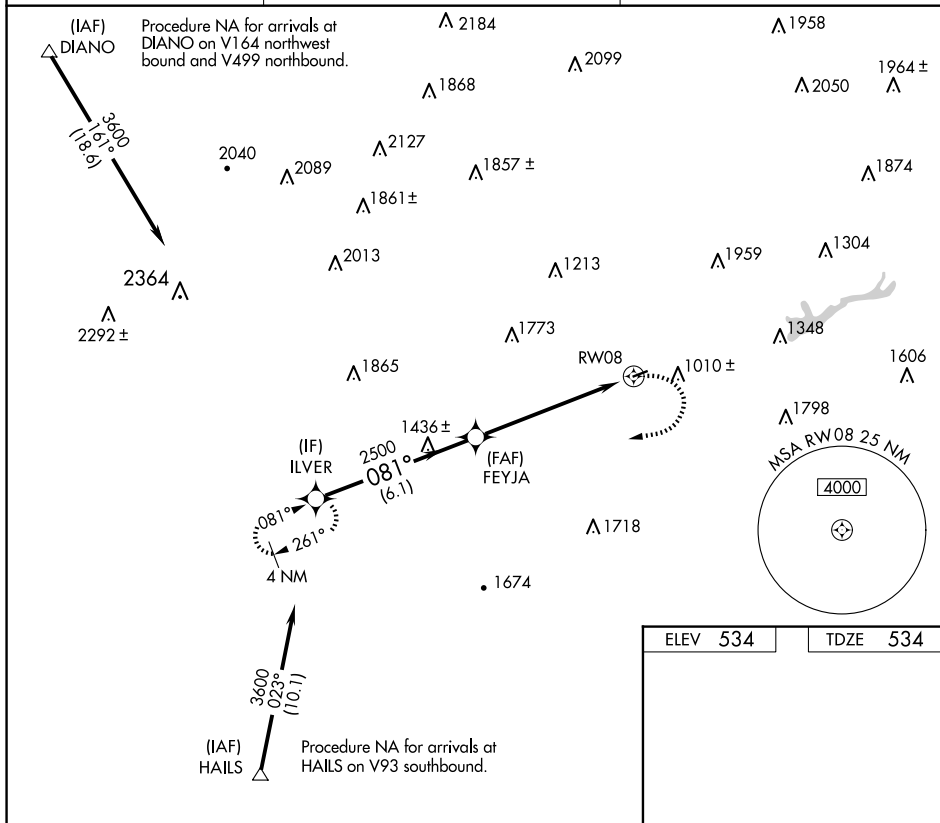 (IAF)
DIANO
Procedure NA for arrivals at
DIANO on V164 northwest
bound and V499 northbound.
2184
1958
2099
1868
2050
1964 ±
3600
161°
(18.6)
2040
2127
2089
1857 ±
1874
1861 ±
2013
1213
1959
1304
2364
2292 ±
1773
1348
RW08
1865
1010 ±
1606
1436 ±
1798
(IF)
ILVER
2500
081°
(6.1)
(FAF)
FEYJA
MSA RW08 25 NM
4000
081°
261°
4 NM
1718
1674
3600
023°
(10.1)
ELEV 534
TDZE 534
(IAF)
HAILS
Procedure NA for arrivals at
HAILS on V93 southbound.